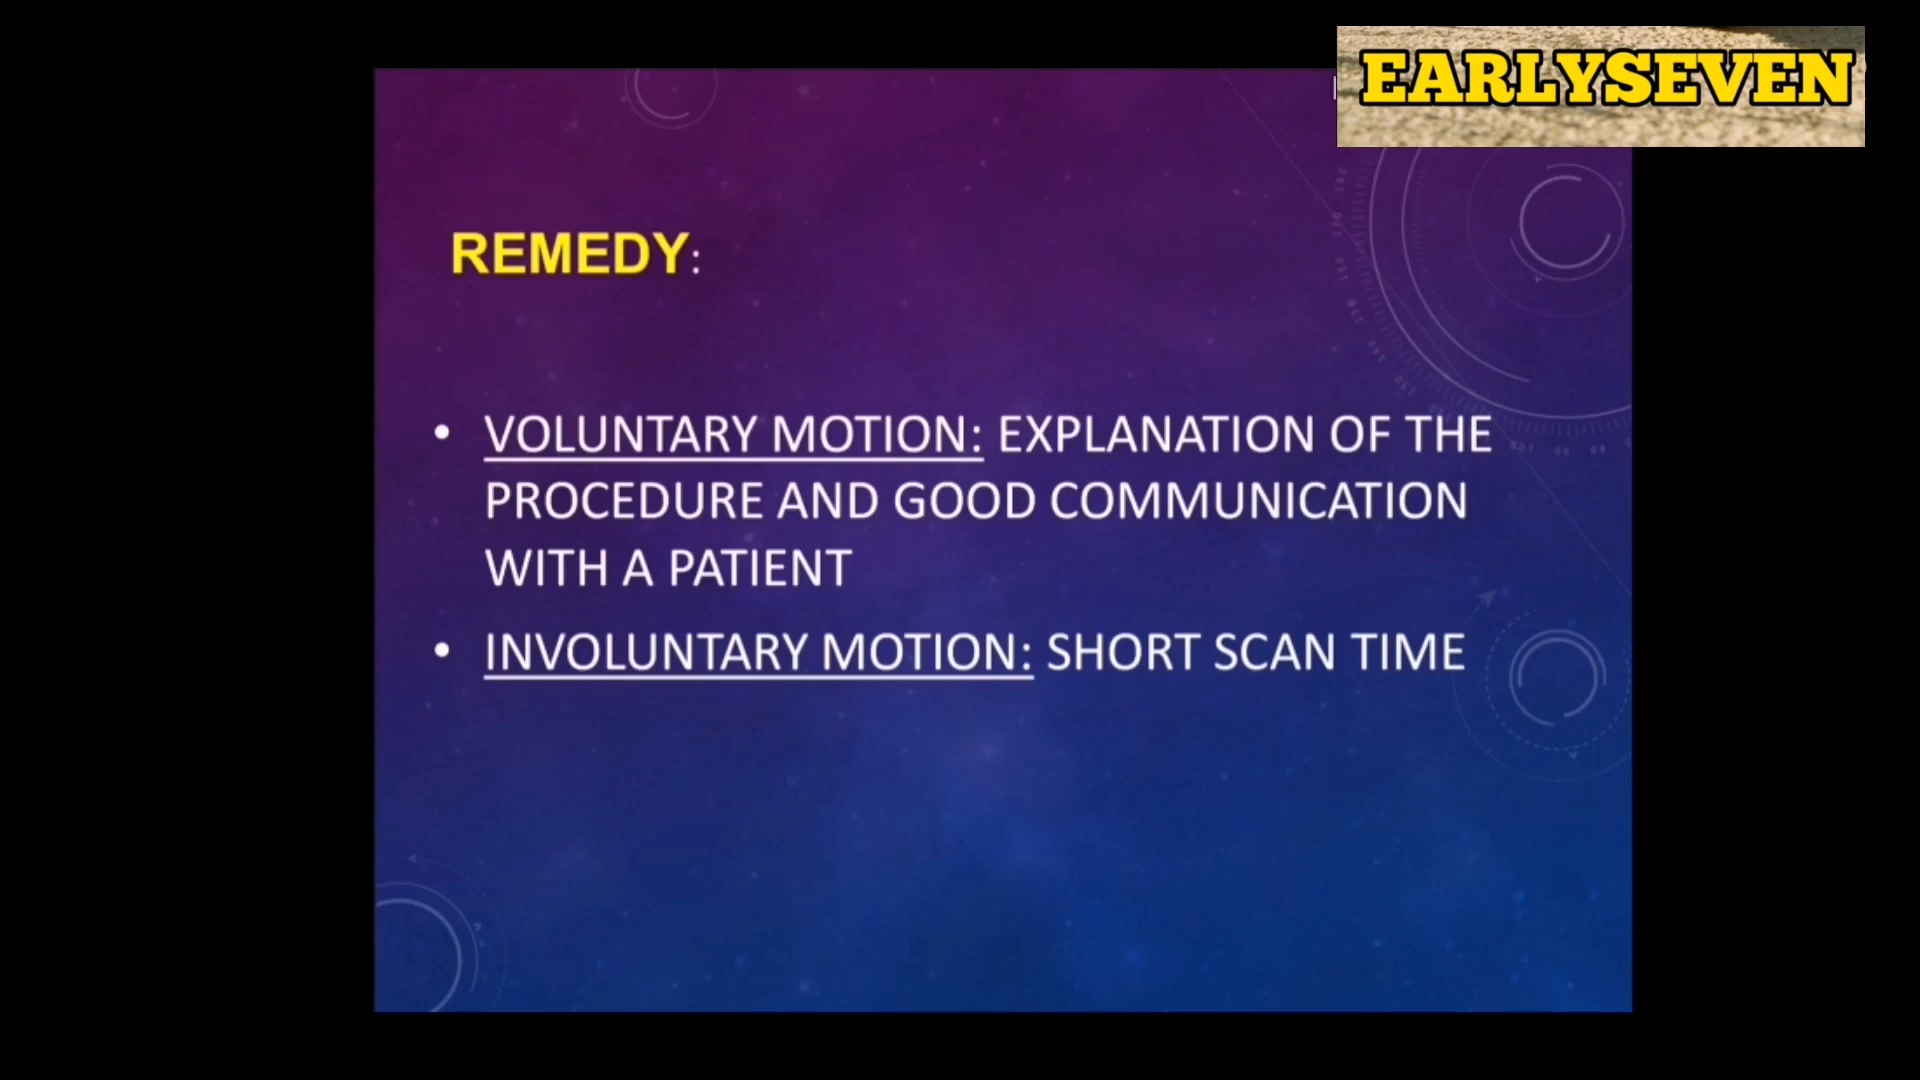 EARLYSEVEN
REMEDY:
• VOLUNTARY MOTION: EXPLANATION OF THE
PROCEDURE AND GOOD COMMUNICATION
WITH A PATIENT
• INVOLUNTARY MOTION: SHORT SCAN TIME